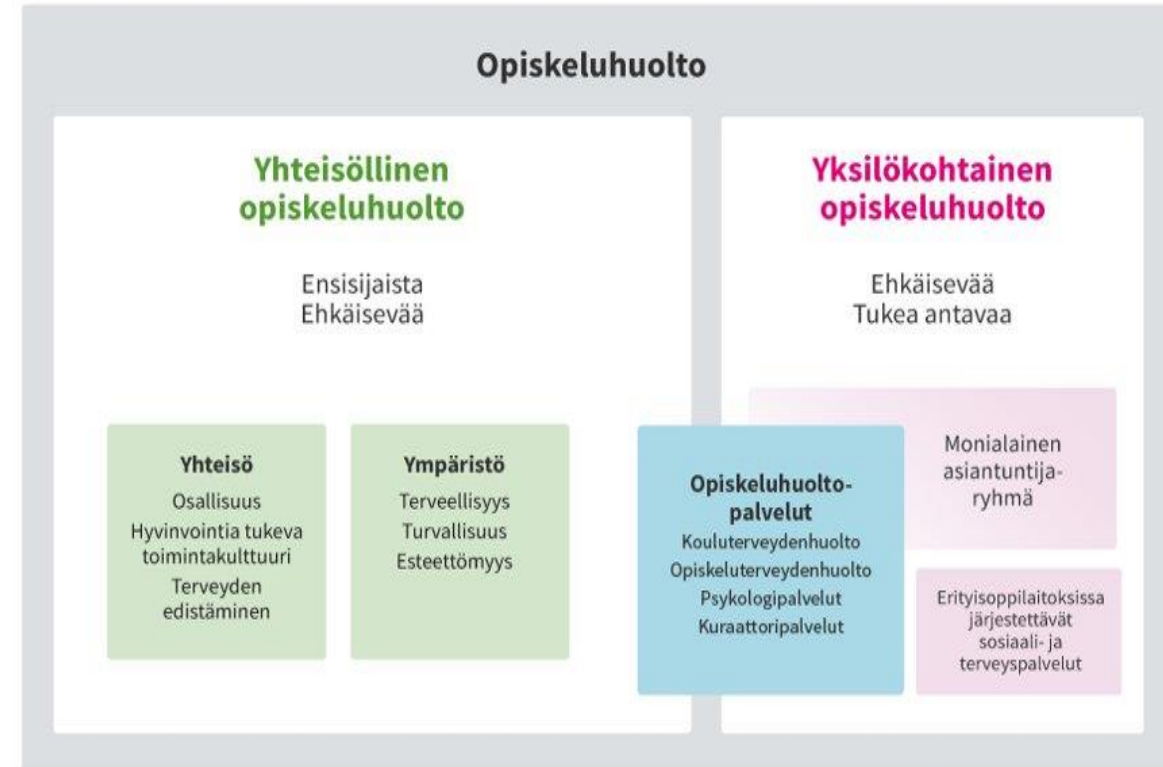 Opiskeluhuolto
Yhteisöllinen
opiskeluhuolto
Ensisijaista
Ehkäisevää
Yhteisö
Osallisuus
Hyvinvointia tukeva
toimintakulttuuri
Terveyden
edistäminen
Ympäristö
Terveellisyys
Turvallisuus
Esteettömyys
Opiskeluhuolto-
palvelut
Kouluterveydenhuolto
Opiskeluterveydenhuolto
Psykologipalvelut
Kuraattoripalvelut
Yksilökohtainen
opiskeluhuolto
Ehkäisevää
Tukea antavaa
Monialainen
asiantuntija-
ryhmä
Erityisoppilaitoksissa
järjestettävät
sosiaali- ja
terveyspalvelut